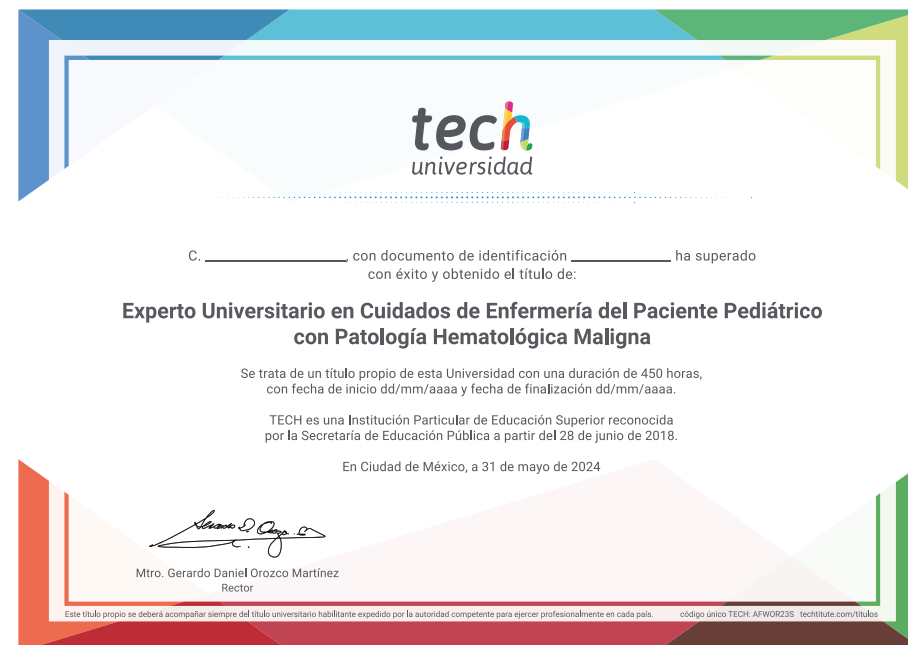 tech
universidad
C. ________________, con documento de identificación ____________ ha superado
con éxito y obtenido el título de:
Experto Universitario en Cuidados de Enfermería del Paciente Pediátrico
con Patología Hematológica Maligna
Se trata de un título propio de esta Universidad con una duración de 450 horas,
con fecha de inicio dd/mm/aaaa y fecha de finalización dd/mm/aaaa.
TECH es una Institución Particular de Educación Superior reconocida
por la Secretaría de Educación Pública a partir del 28 de junio de 2018.
En Ciudad de México, a 31 de mayo de 2024
Mtro. Gerardo Daniel Orozco Martínez
Rector
Este título propio se deberá acompañar siempre del título universitario habilitante expedido por la autoridad competente para ejercer profesionalmente en cada país. código único TECH: AFWOR23S techtitute.com/titulos